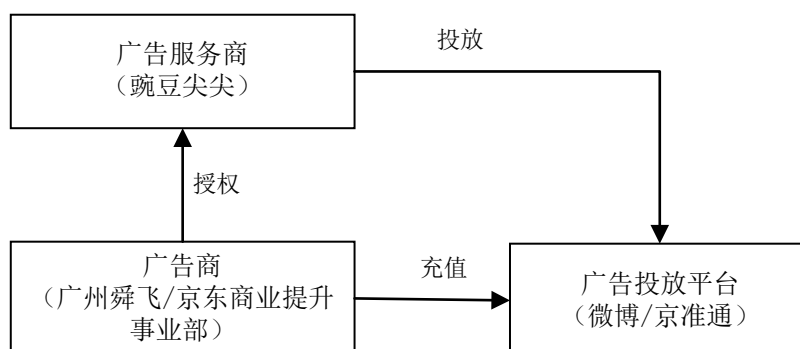 广告服务商
（豌豆尖尖）
投放
授权
广告商
（广州舜飞/京东商业提升
事业部）
充值
广告投放平台
（微博/京准通）